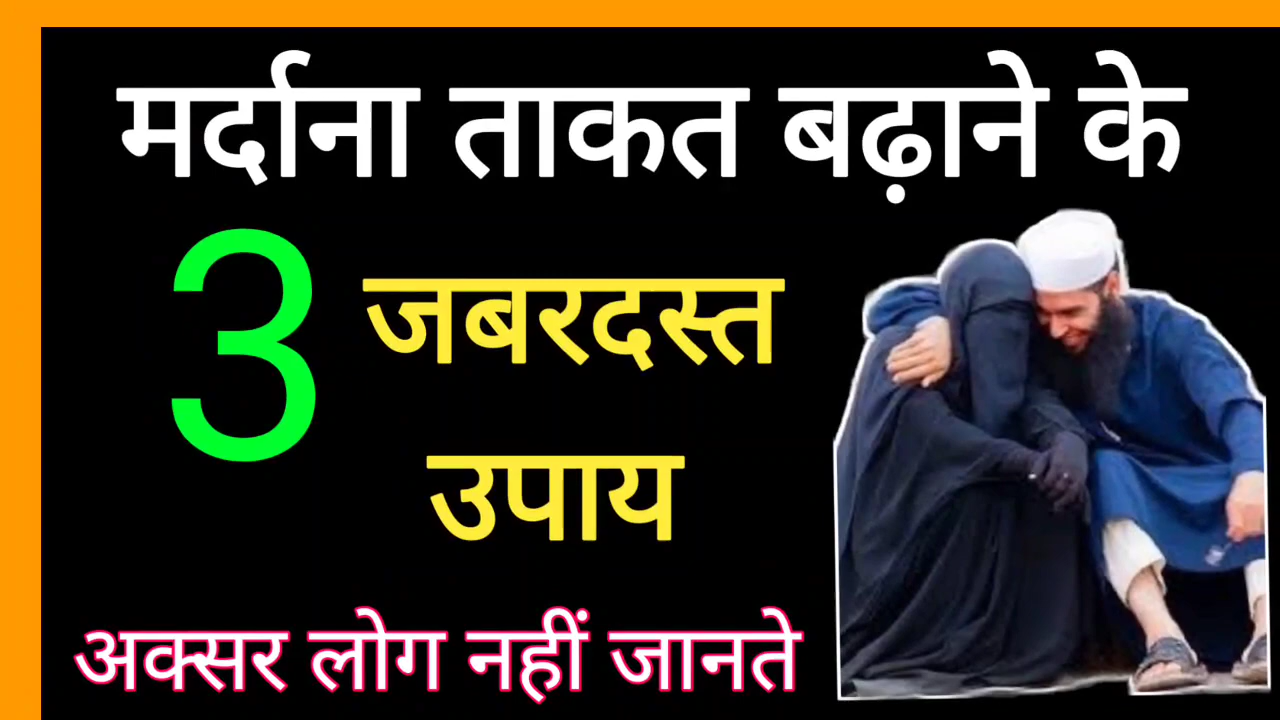 मर्दाना ताकत बढ़ाने के
3 जबरदस्त
उपाय
अक्सर लोग नहीं जानते